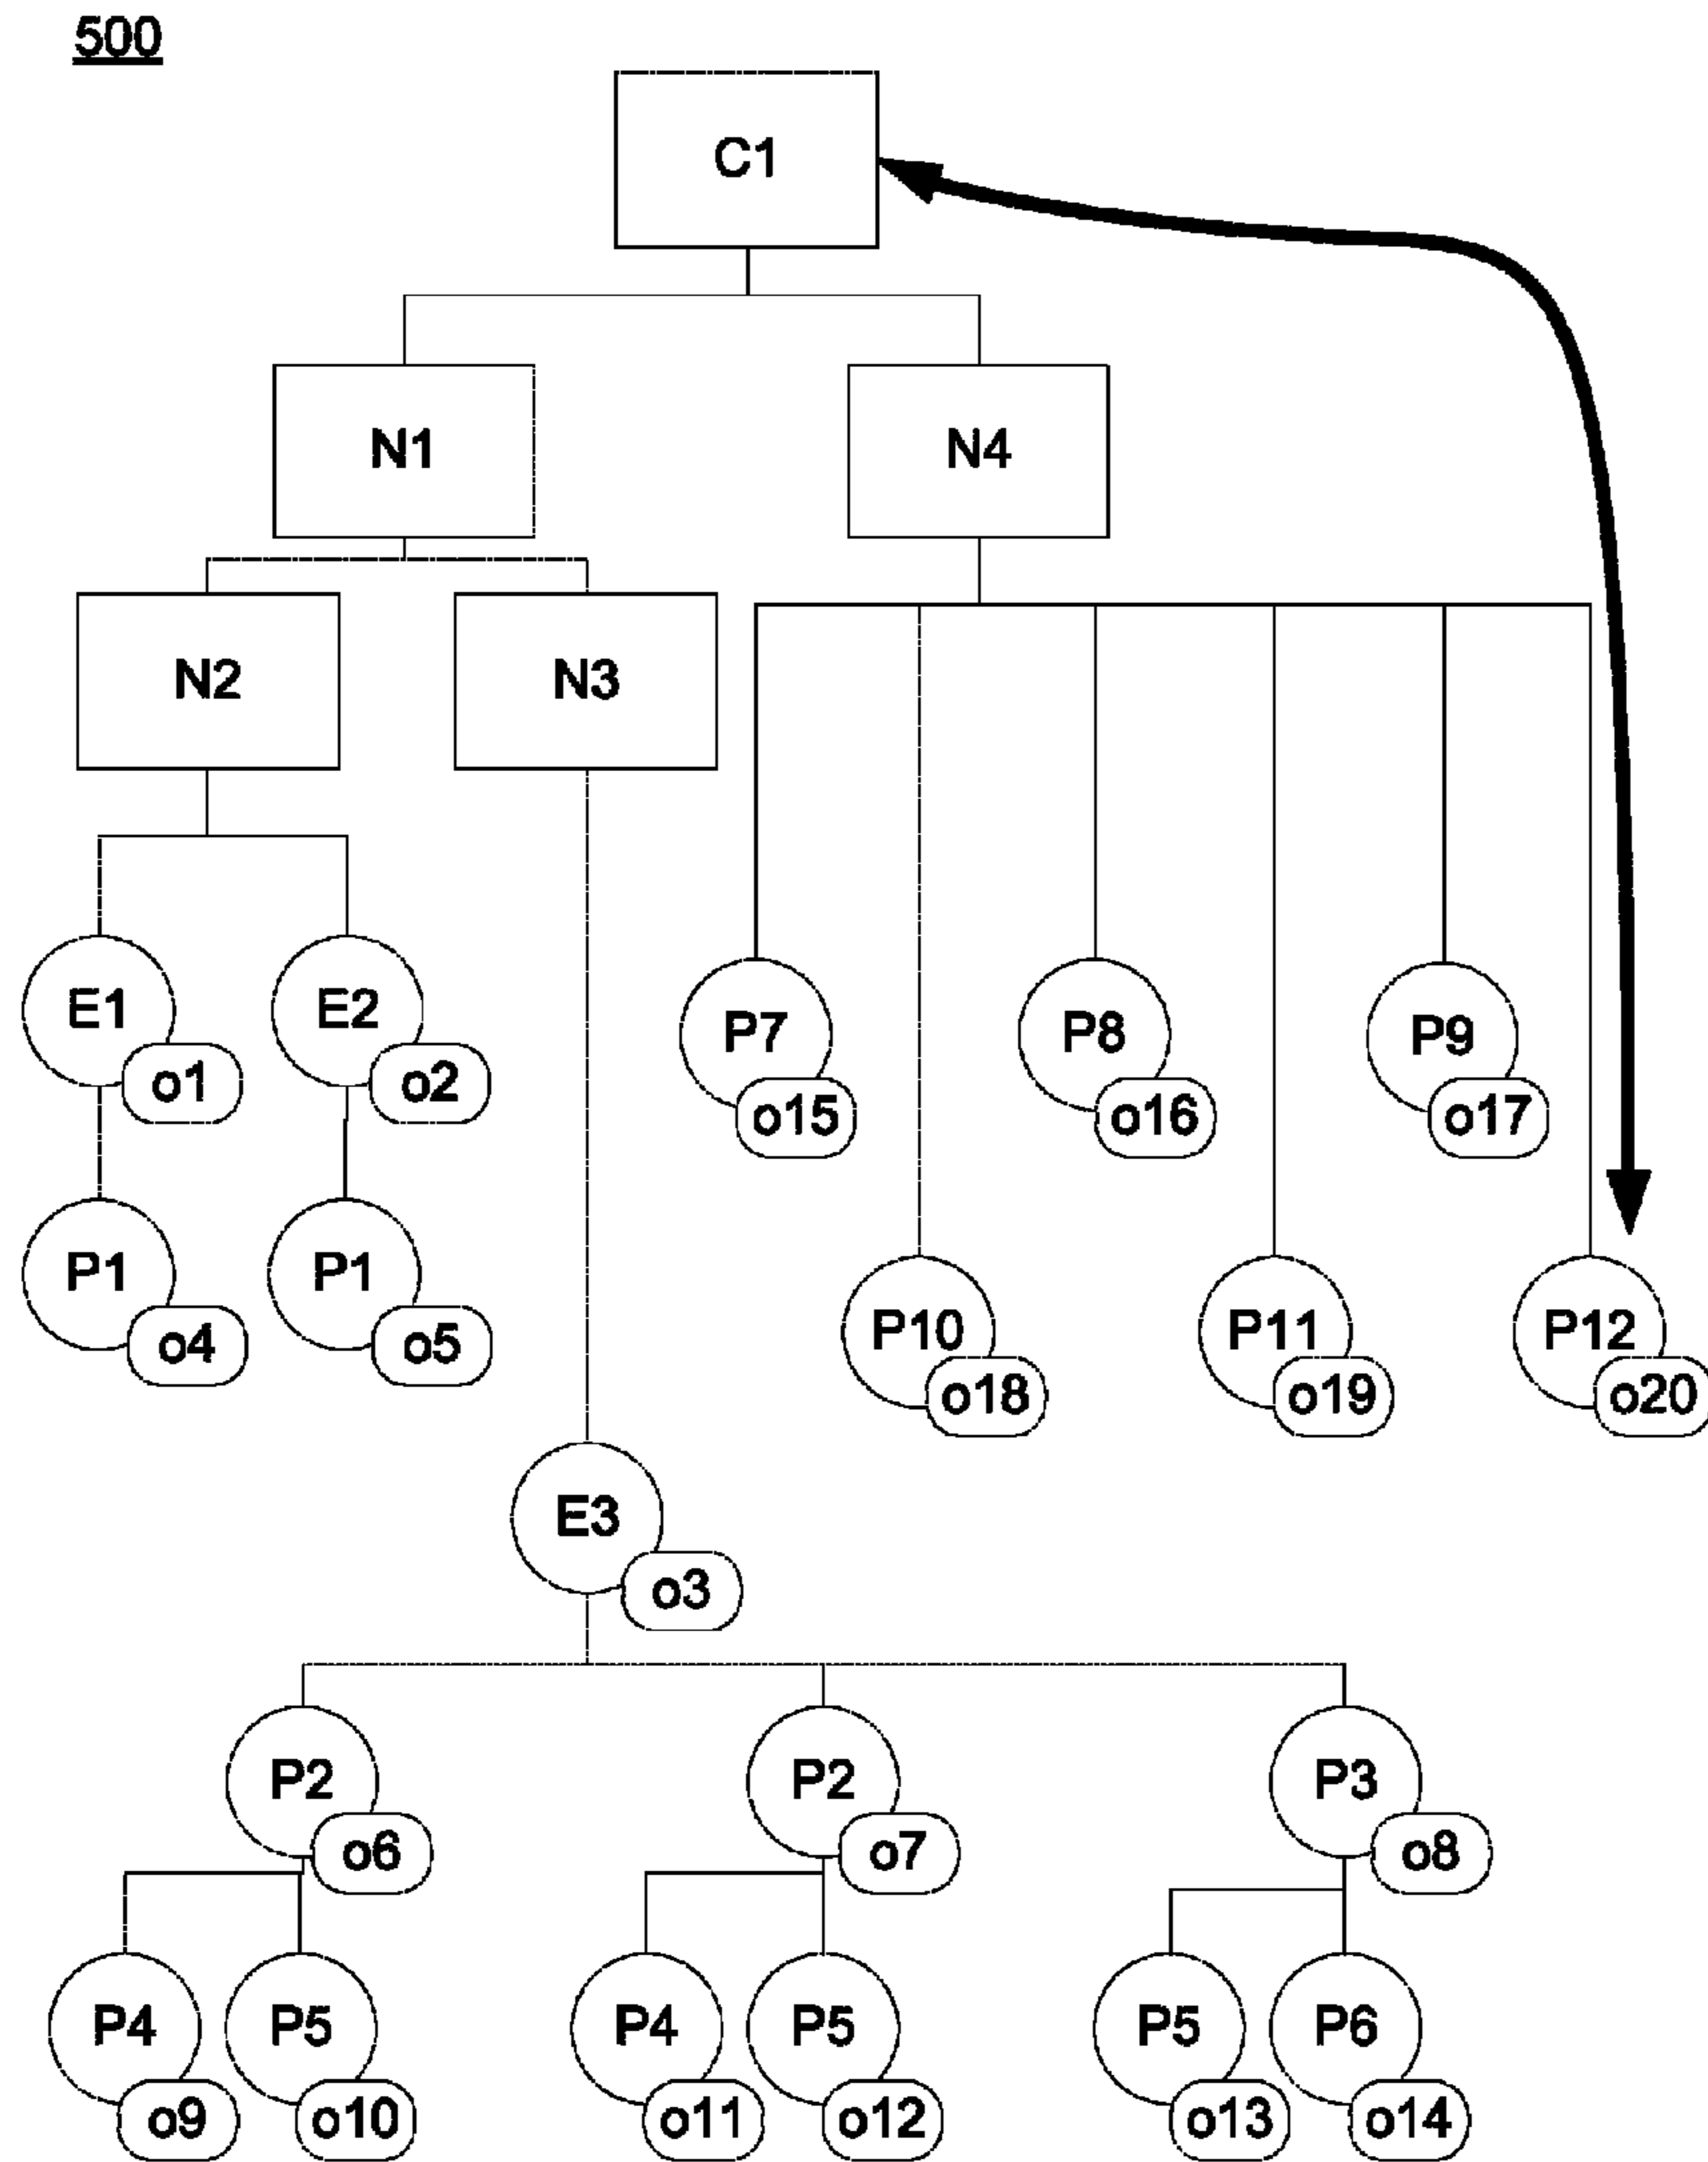 500
C1
N1 N4
N2 N3
E1 E2
P7 P8 P9
o1 o2
o15 o16 o17
P1 P1
P10 P11 P12
o4 o5
o18 o19 o20
E3
o3
P2 P2 P3
o6 o7 o8
P4 P5 P4 P5 P5 P6
o9 o10 o11 o12 o13 o14